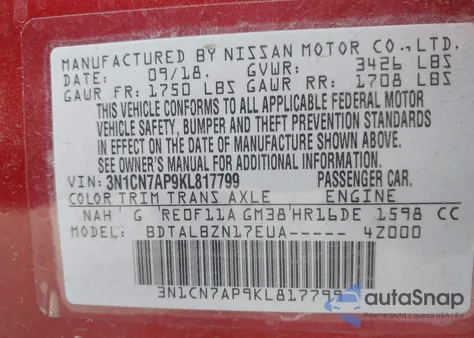 MANUFACTURED BY NISSAN MOTOR CO.,LTD.
DATE: 09/18. GVWR: 3426 LBS
GAWR FR: 1750 LBS GAWR RR: 1708 LBS
THIS VEHICLE CONFORMS TO ALL APPLICABLE FEDERAL MOTOR
VEHICLE SAFETY, BUMPER AND THEFT PREVENTION STANDARDS
IN EFFECT ON THE DATE OF MANUFACTURE SHOWN ABOVE.
SEE OWNER'S MANUAL FOR ADDITIONAL INFORMATION.
VIN: 3N1CN7AP9KL817799 PASSENGER CAR.
COLOR TRIM TRANS AXLE ENGINE
NAH G RE0F11A GM38 HR16DE 1598 CC
MODEL: BDTALBZN17EUA----- 4Z000
3N1CN7AP9KL817799
autoSnap